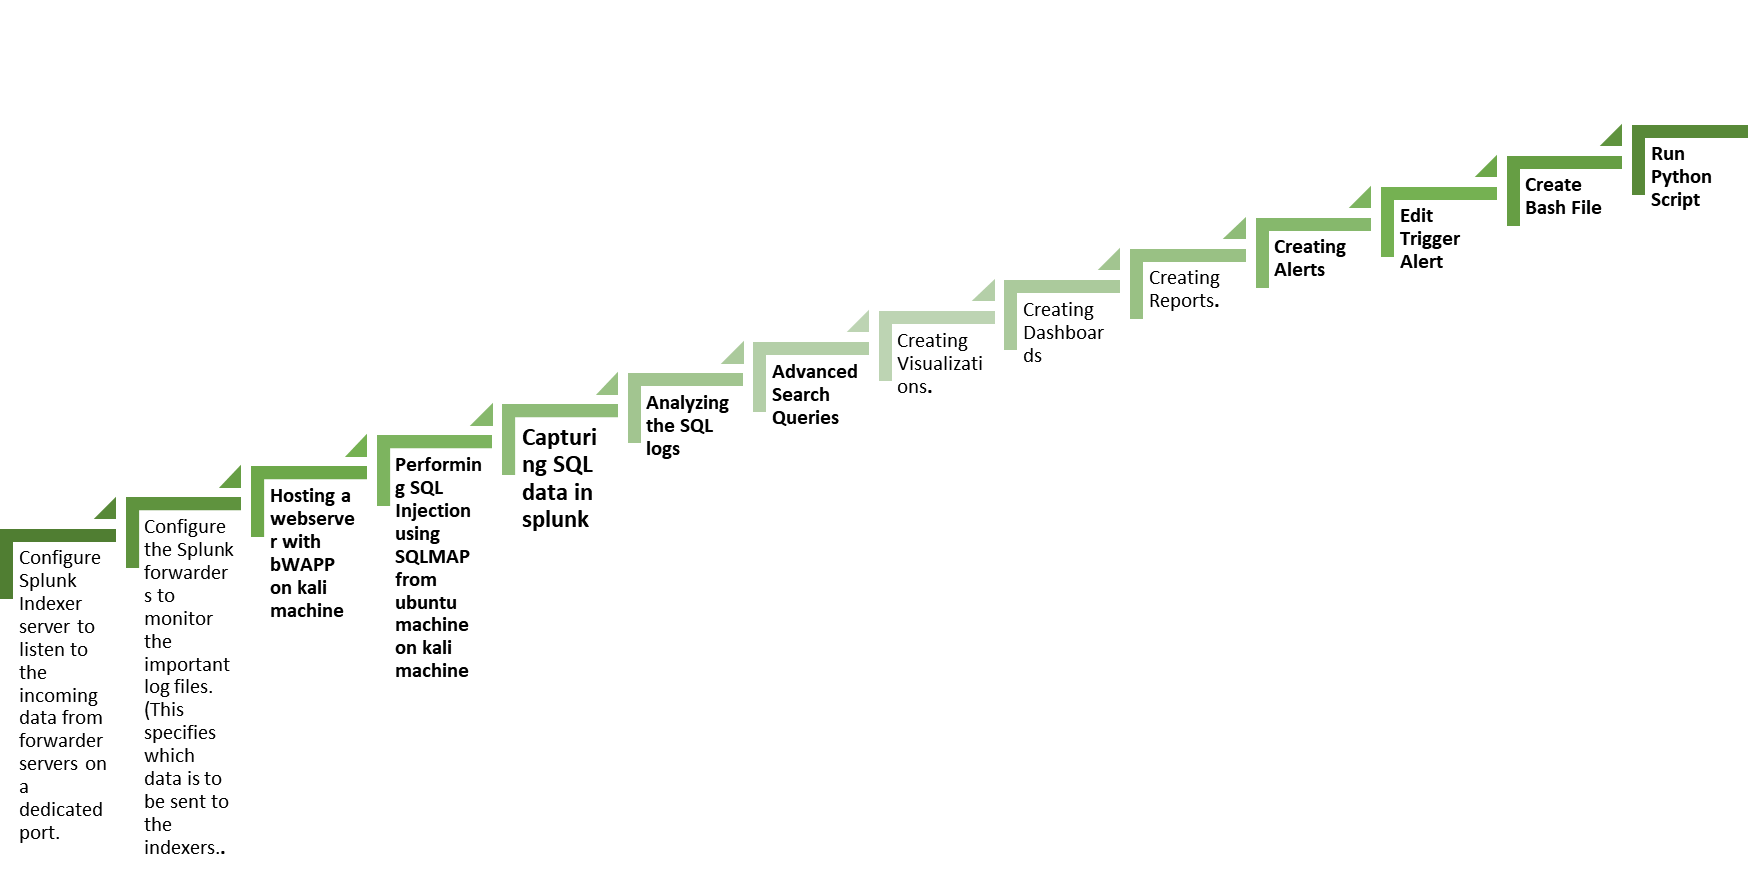 Configure
Splunk
Indexer
server to
listen to
the
incoming
data from
forwarder
servers on
a
dedicated
port.
Configure
the Splunk
forwarder
s to
monitor
the
important
log files.
(This
specifies
which
data is to
be sent to
the
indexers..
Hosting a
webserve
r with
bWAPP
on kali
machine
Performin
g SQL
Injection
using
SQLMAP
from
ubuntu
machine
on kali
machine
Capturi
ng SQL
data in
splunk
Analyzing
the SQL
logs
Advanced
Search
Queries
Creating
Visualizati
ons.
Creating
Dashboar
ds
Creating
Reports.
Creating
Alerts
Edit
Trigger
Alert
Create
Bash File
Run
Python
Script